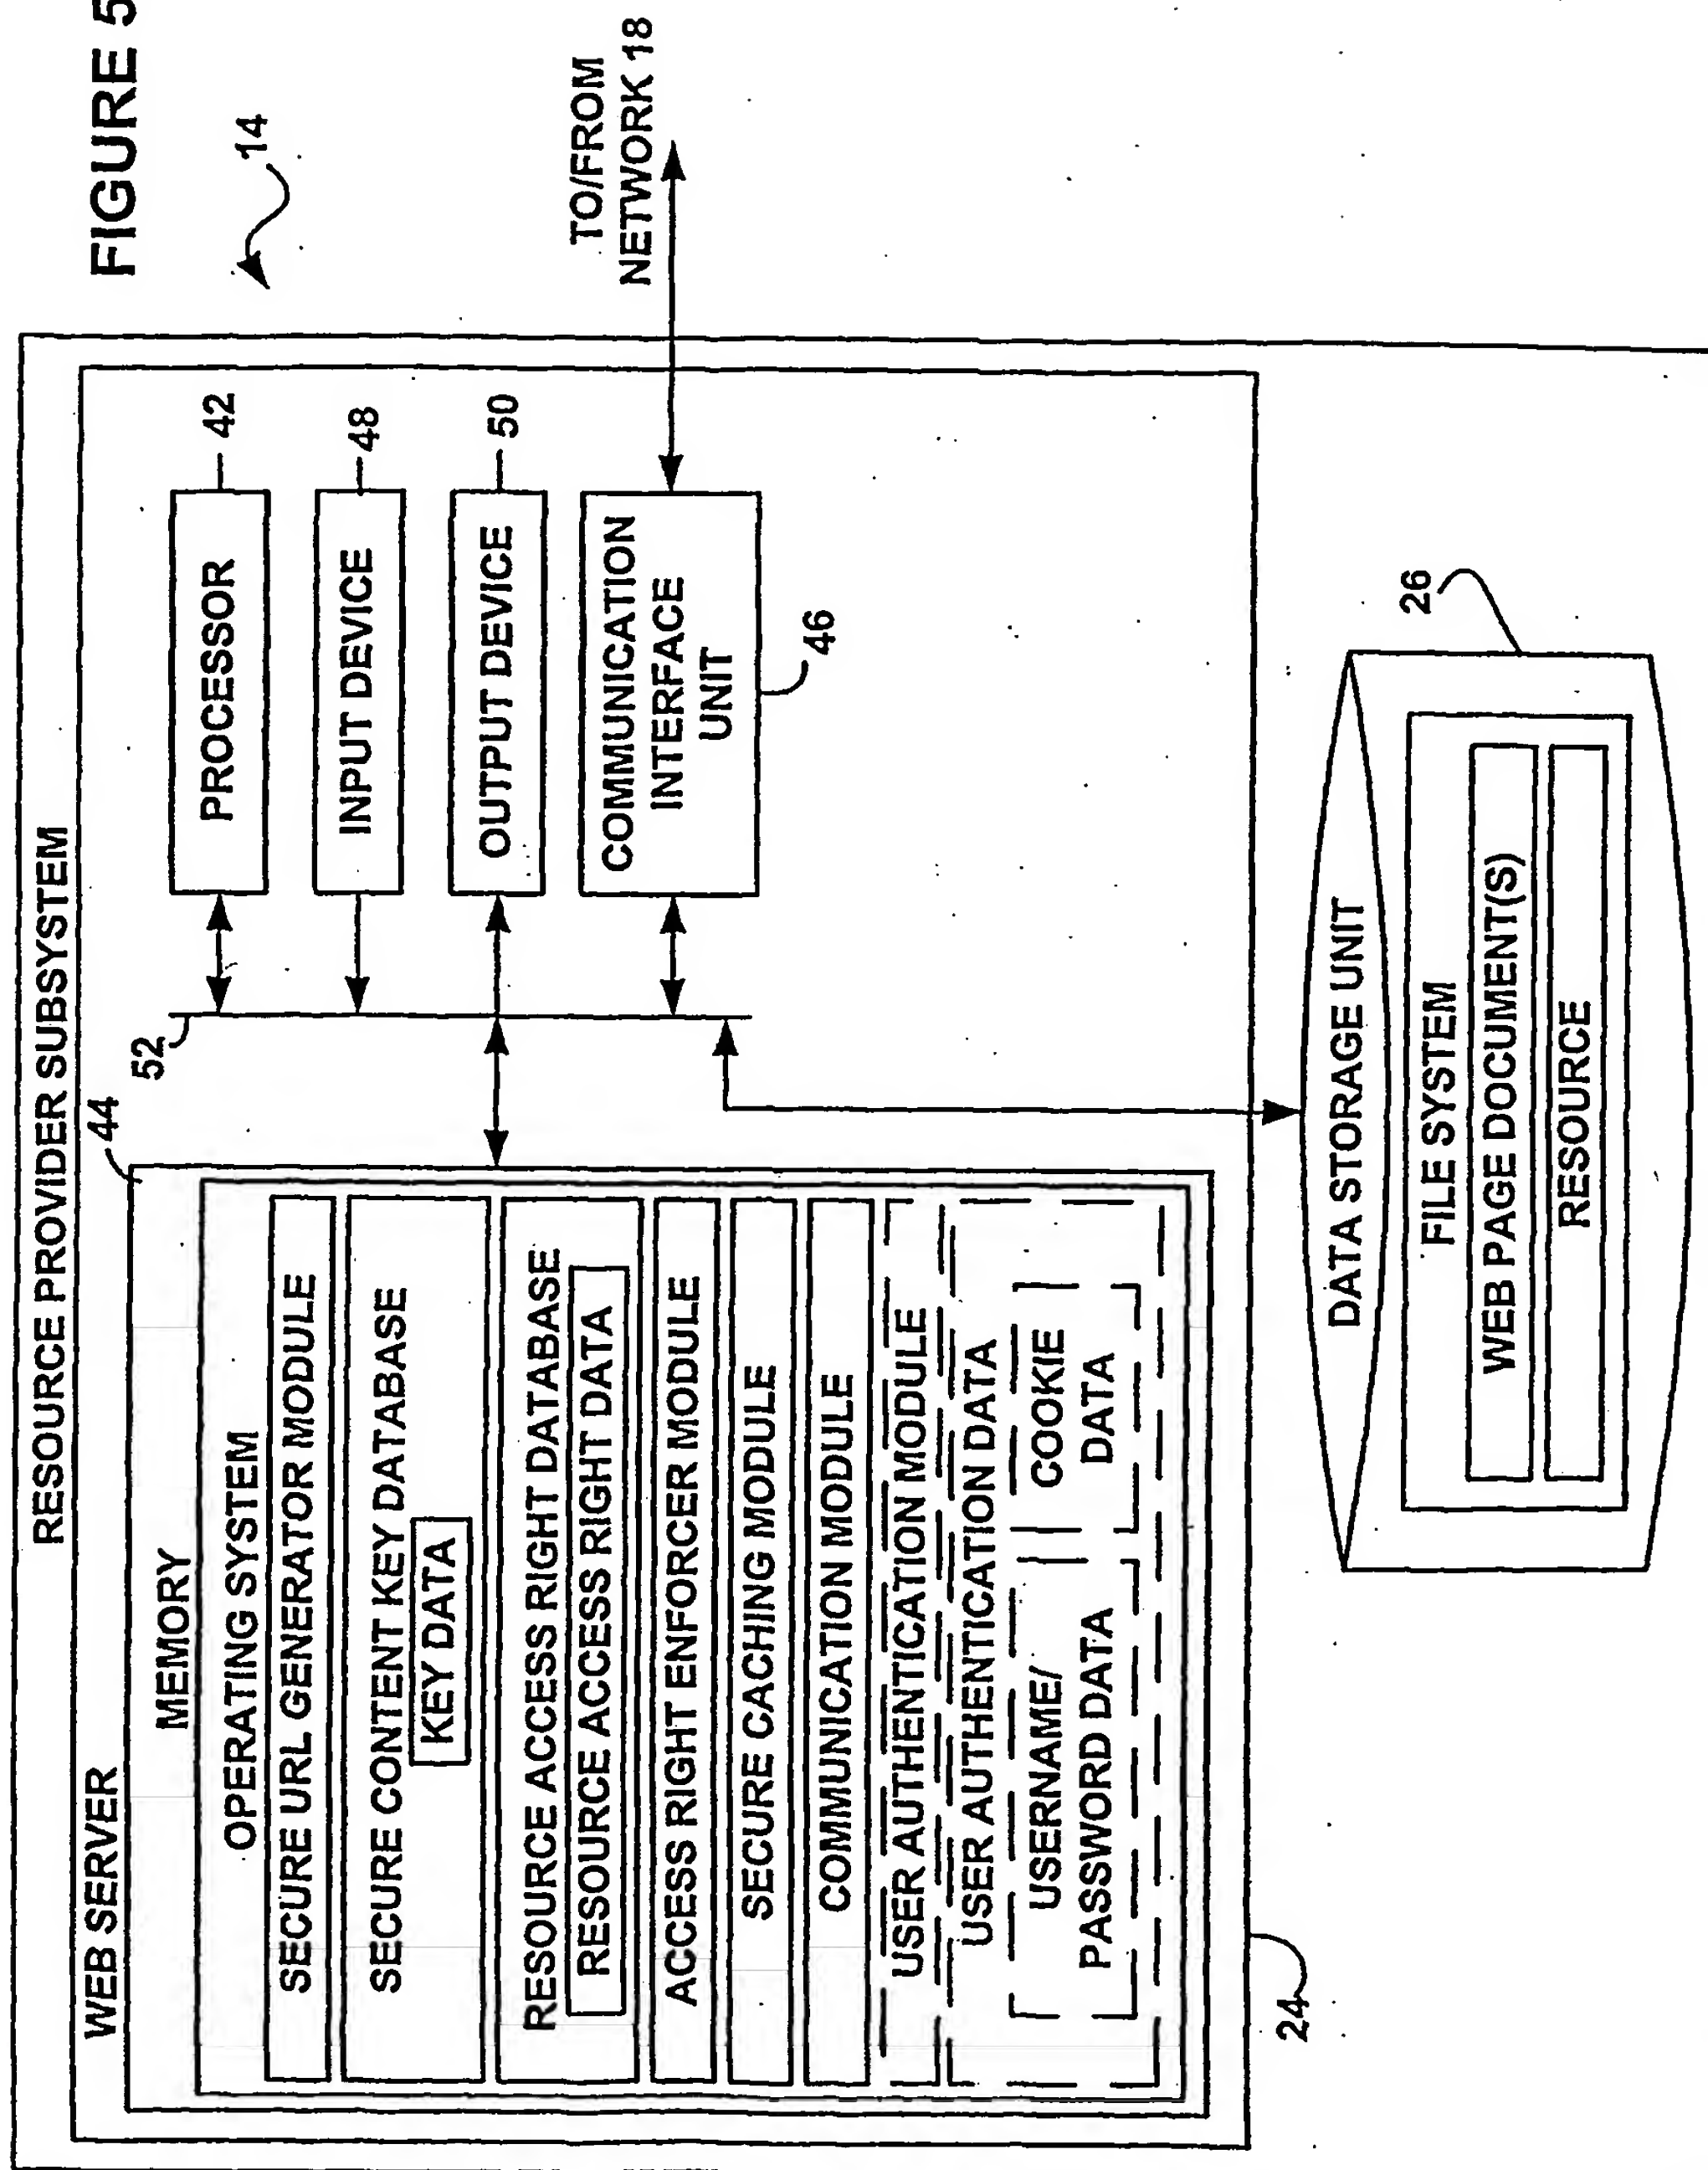 FIGURE 5
14
RESOURCE PROVIDER SUBSYSTEM
WEB SERVER
44
MEMORY
OPERATING SYSTEM
SECURE URL GENERATOR MODULE
SECURE CONTENT KEY DATABASE
KEY DATA
RESOURCE ACCESS RIGHT DATABASE
RESOURCE ACCESS RIGHT DATA
ACCESS RIGHT ENFORCER MODULE
SECURE CACHING MODULE
COMMUNICATION MODULE
USER AUTHENTICATION MODULE
USER AUTHENTICATION DATA
USERNAME/
PASSWORD DATA
COOKIE
DATA
52
PROCESSOR
42
INPUT DEVICE
48
OUTPUT DEVICE
50
COMMUNICATION
INTERFACE
UNIT
46
TO/FROM
NETWORK 18
24
DATA STORAGE UNIT
26
FILE SYSTEM
WEB PAGE DOCUMENT(S)
RESOURCE